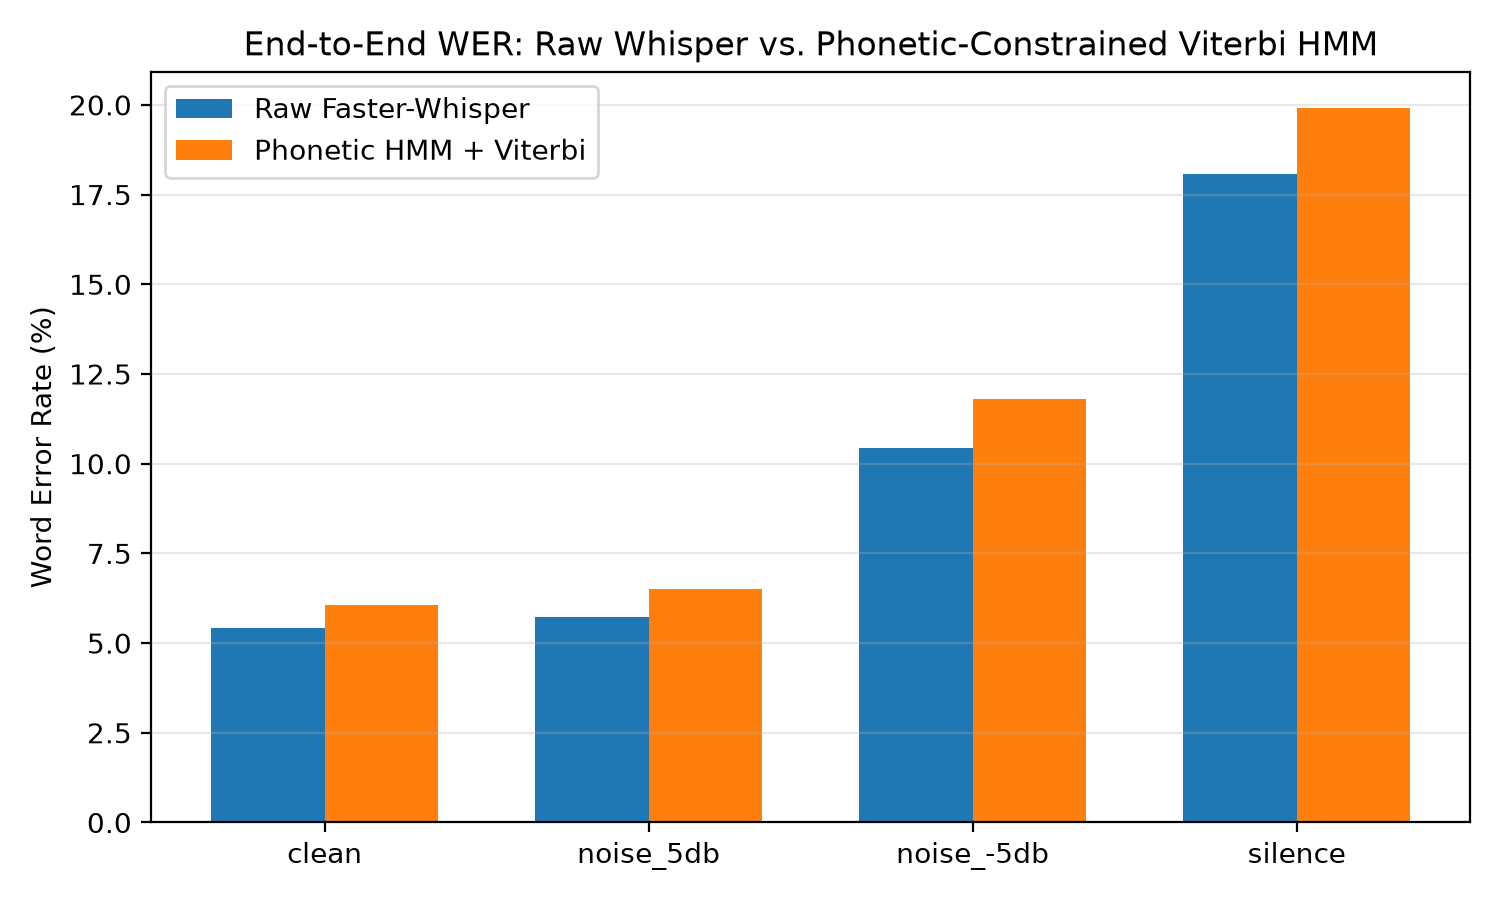 End-to-End WER: Raw Whisper vs. Phonetic-Constrained Viterbi HMM
Raw Faster-Whisper
Phonetic HMM + Viterbi
Word Error Rate (%)
20.0
17.5
15.0
12.5
10.0
7.5
5.0
2.5
0.0
clean noise_5db noise_-5db silence